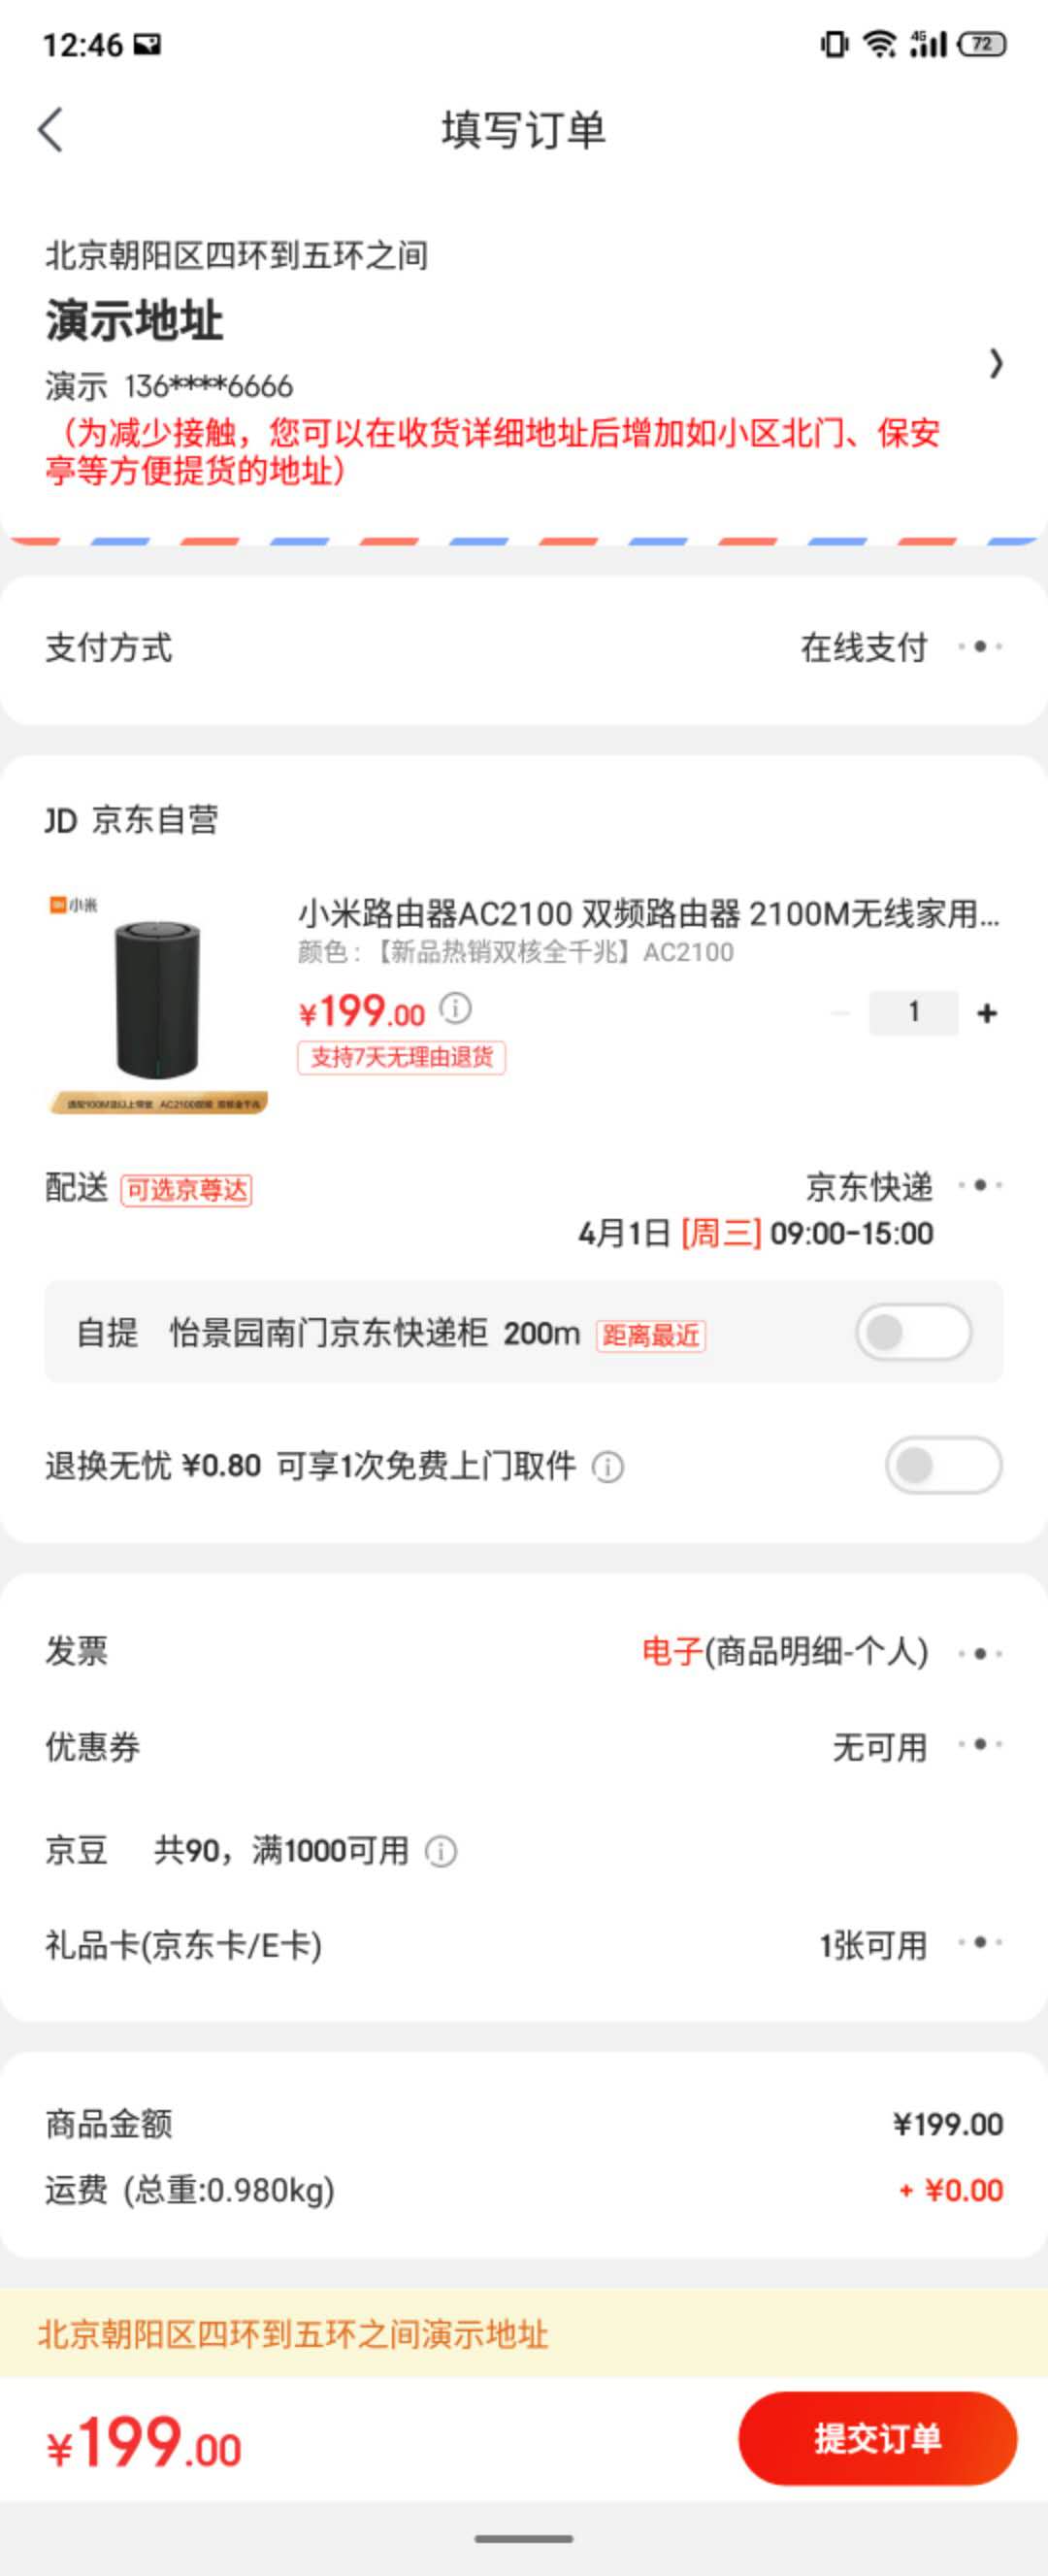 12:46
4G
72
填写订单
北京朝阳区四环到五环之间
演示地址
演示 136****6666
（为减少接触，您可以在收货详细地址后增加如小区北门、保安
亭等方便提货的地址）
支付方式 在线支付
JD 京东自营
小米
小米路由器AC2100 双频路由器 2100M无线家用...
颜色：【新品热销双核全千兆】AC2100
¥199.00
1 +
支持7天无理由退货
配送 可选京尊达 京东快递
4月1日 [周三] 09:00-15:00
自提 怡景园南门京东快递柜 200m 距离最近
退换无忧 ¥0.80 可享1次免费上门取件
发票 电子(商品明细-个人)
优惠券 无可用
京豆 共90，满1000可用
礼品卡(京东卡/E卡) 1张可用
商品金额 ¥199.00
运费 (总重:0.980kg) + ¥0.00
北京朝阳区四环到五环之间演示地址
¥199.00 提交订单